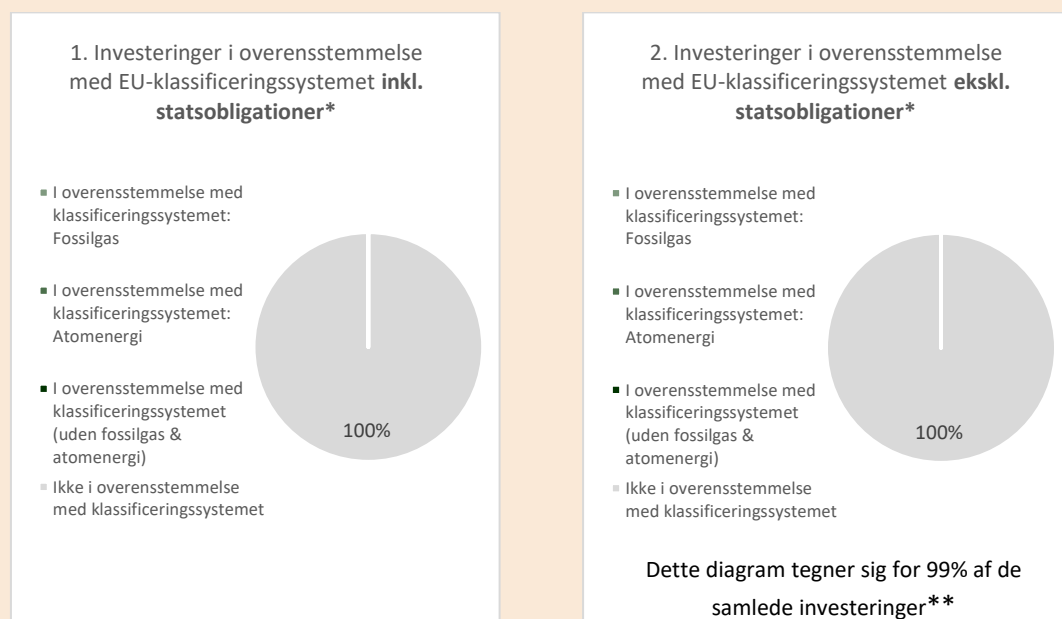 1. Investeringer i overensstemmelse
med EU-klassificeringssystemet inkl.
statsobligationer*
I overensstemmelse med
klassificeringssystemet:
Fossilgas
I overensstemmelse med
klassificeringssystemet:
Atomenergi
I overensstemmelse med
klassificeringssystemet
(uden fossilgas &
atomenergi)
Ikke i overensstemmelse
med klassificeringssystemet
100%
2. Investeringer i overensstemmelse
med EU-klassificeringssystemet ekskl.
statsobligationer*
I overensstemmelse med
klassificeringssystemet:
Fossilgas
I overensstemmelse med
klassificeringssystemet:
Atomenergi
I overensstemmelse med
klassificeringssystemet
(uden fossilgas &
atomenergi)
Ikke i overensstemmelse
med klassificeringssystemet
100%
Dette diagram tegner sig for 99% af de
samlede investeringer**